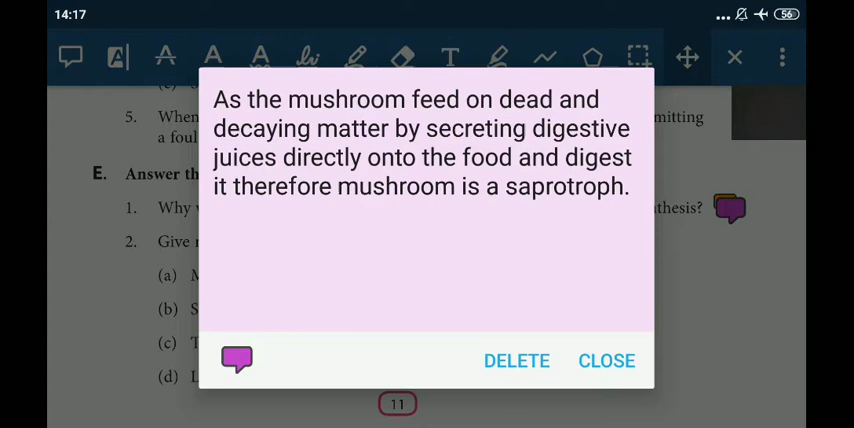 14:17
56
As the mushroom feed on dead and
decaying matter by secreting digestive
juices directly onto the food and digest
it therefore mushroom is a saprotroph.
5. When
mitting
a foul
E. Answer th
1. Why
thesis?
2. Give
(a) M
(b) S
(c) T
(d) L
DELETE CLOSE
11